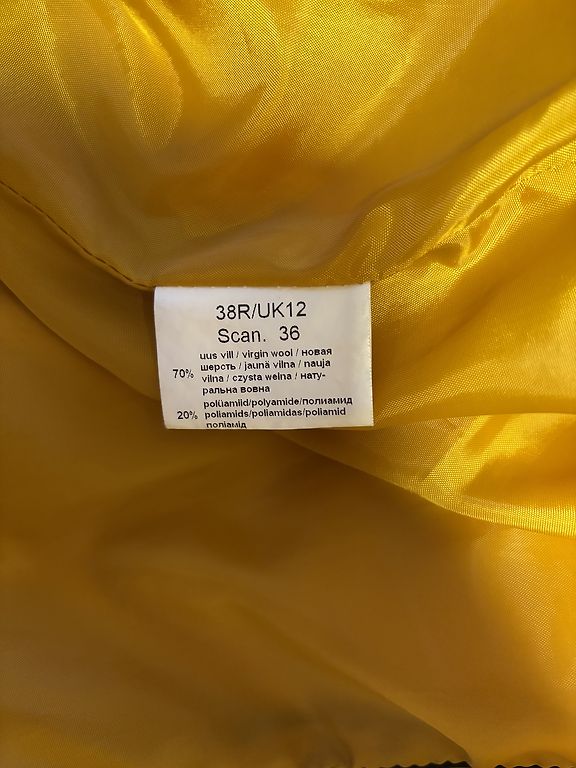 38R/UK12
Scan. 36
uus vill / virgin wool / новая
шерсть / jaunā vilna / nauja
70% vilna / czysta wełna / нату-
ральна вовна
polüamiid/polyamide/полиамид
20% poliamids/poliamidas/poliamid
поліамід